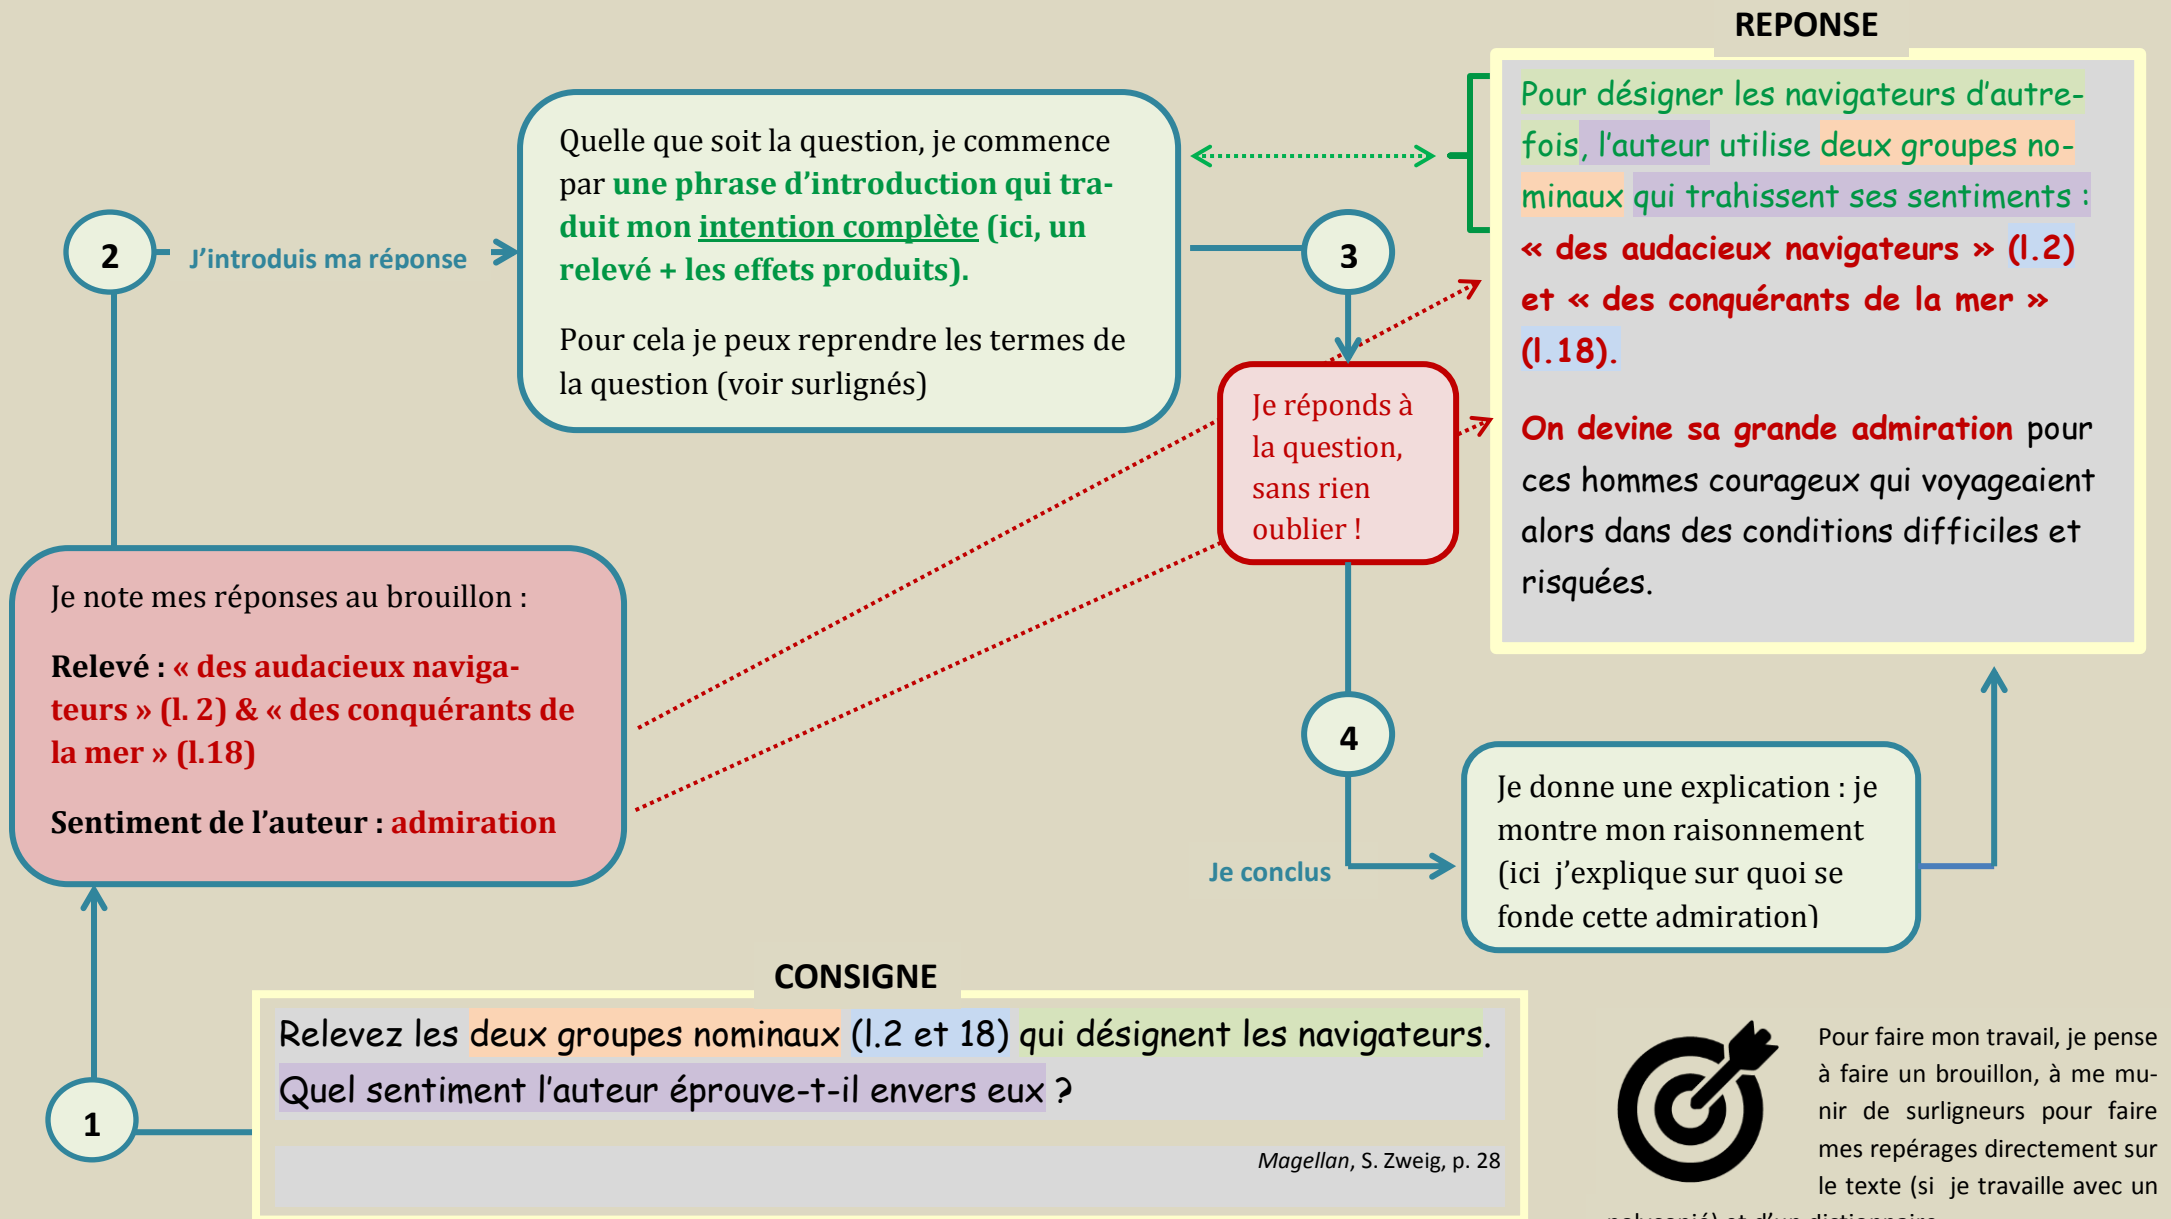 REPONSE
Pour désigner les navigateurs d'autre-
fois, l'auteur utilise deux groupes no-
minaux qui trahissent ses sentiments :
« des audacieux navigateurs » (l.2)
et « des conquérants de la mer »
(l.18).
On devine sa grande admiration pour
ces hommes courageux qui voyageaient
alors dans des conditions difficiles et
risquées.
Quelle que soit la question, je commence
par une phrase d'introduction qui tra-
duit mon intention complète (ici, un
relevé + les effets produits).
Pour cela je peux reprendre les termes de
la question (voir surlignés)
2
J'introduis ma réponse
3
Je réponds à
la question,
sans rien
oublier !
Je note mes réponses au brouillon :
Relevé : « des audacieux naviga-
teurs » (l. 2) & « des conquérants de
la mer » (l.18)
Sentiment de l'auteur : admiration
4
Je conclus
Je donne une explication : je
montre mon raisonnement
(ici j'explique sur quoi se
fonde cette admiration)
CONSIGNE
Relevez les deux groupes nominaux (l.2 et 18) qui désignent les navigateurs.
Quel sentiment l'auteur éprouve-t-il envers eux ?
Magellan, S. Zweig, p. 28
1
Pour faire mon travail, je pense
à faire un brouillon, à me mu-
nir de surligneurs pour faire
mes repérages directement sur
le texte (si je travaille avec un
polycopié) et d'un dictionnaire